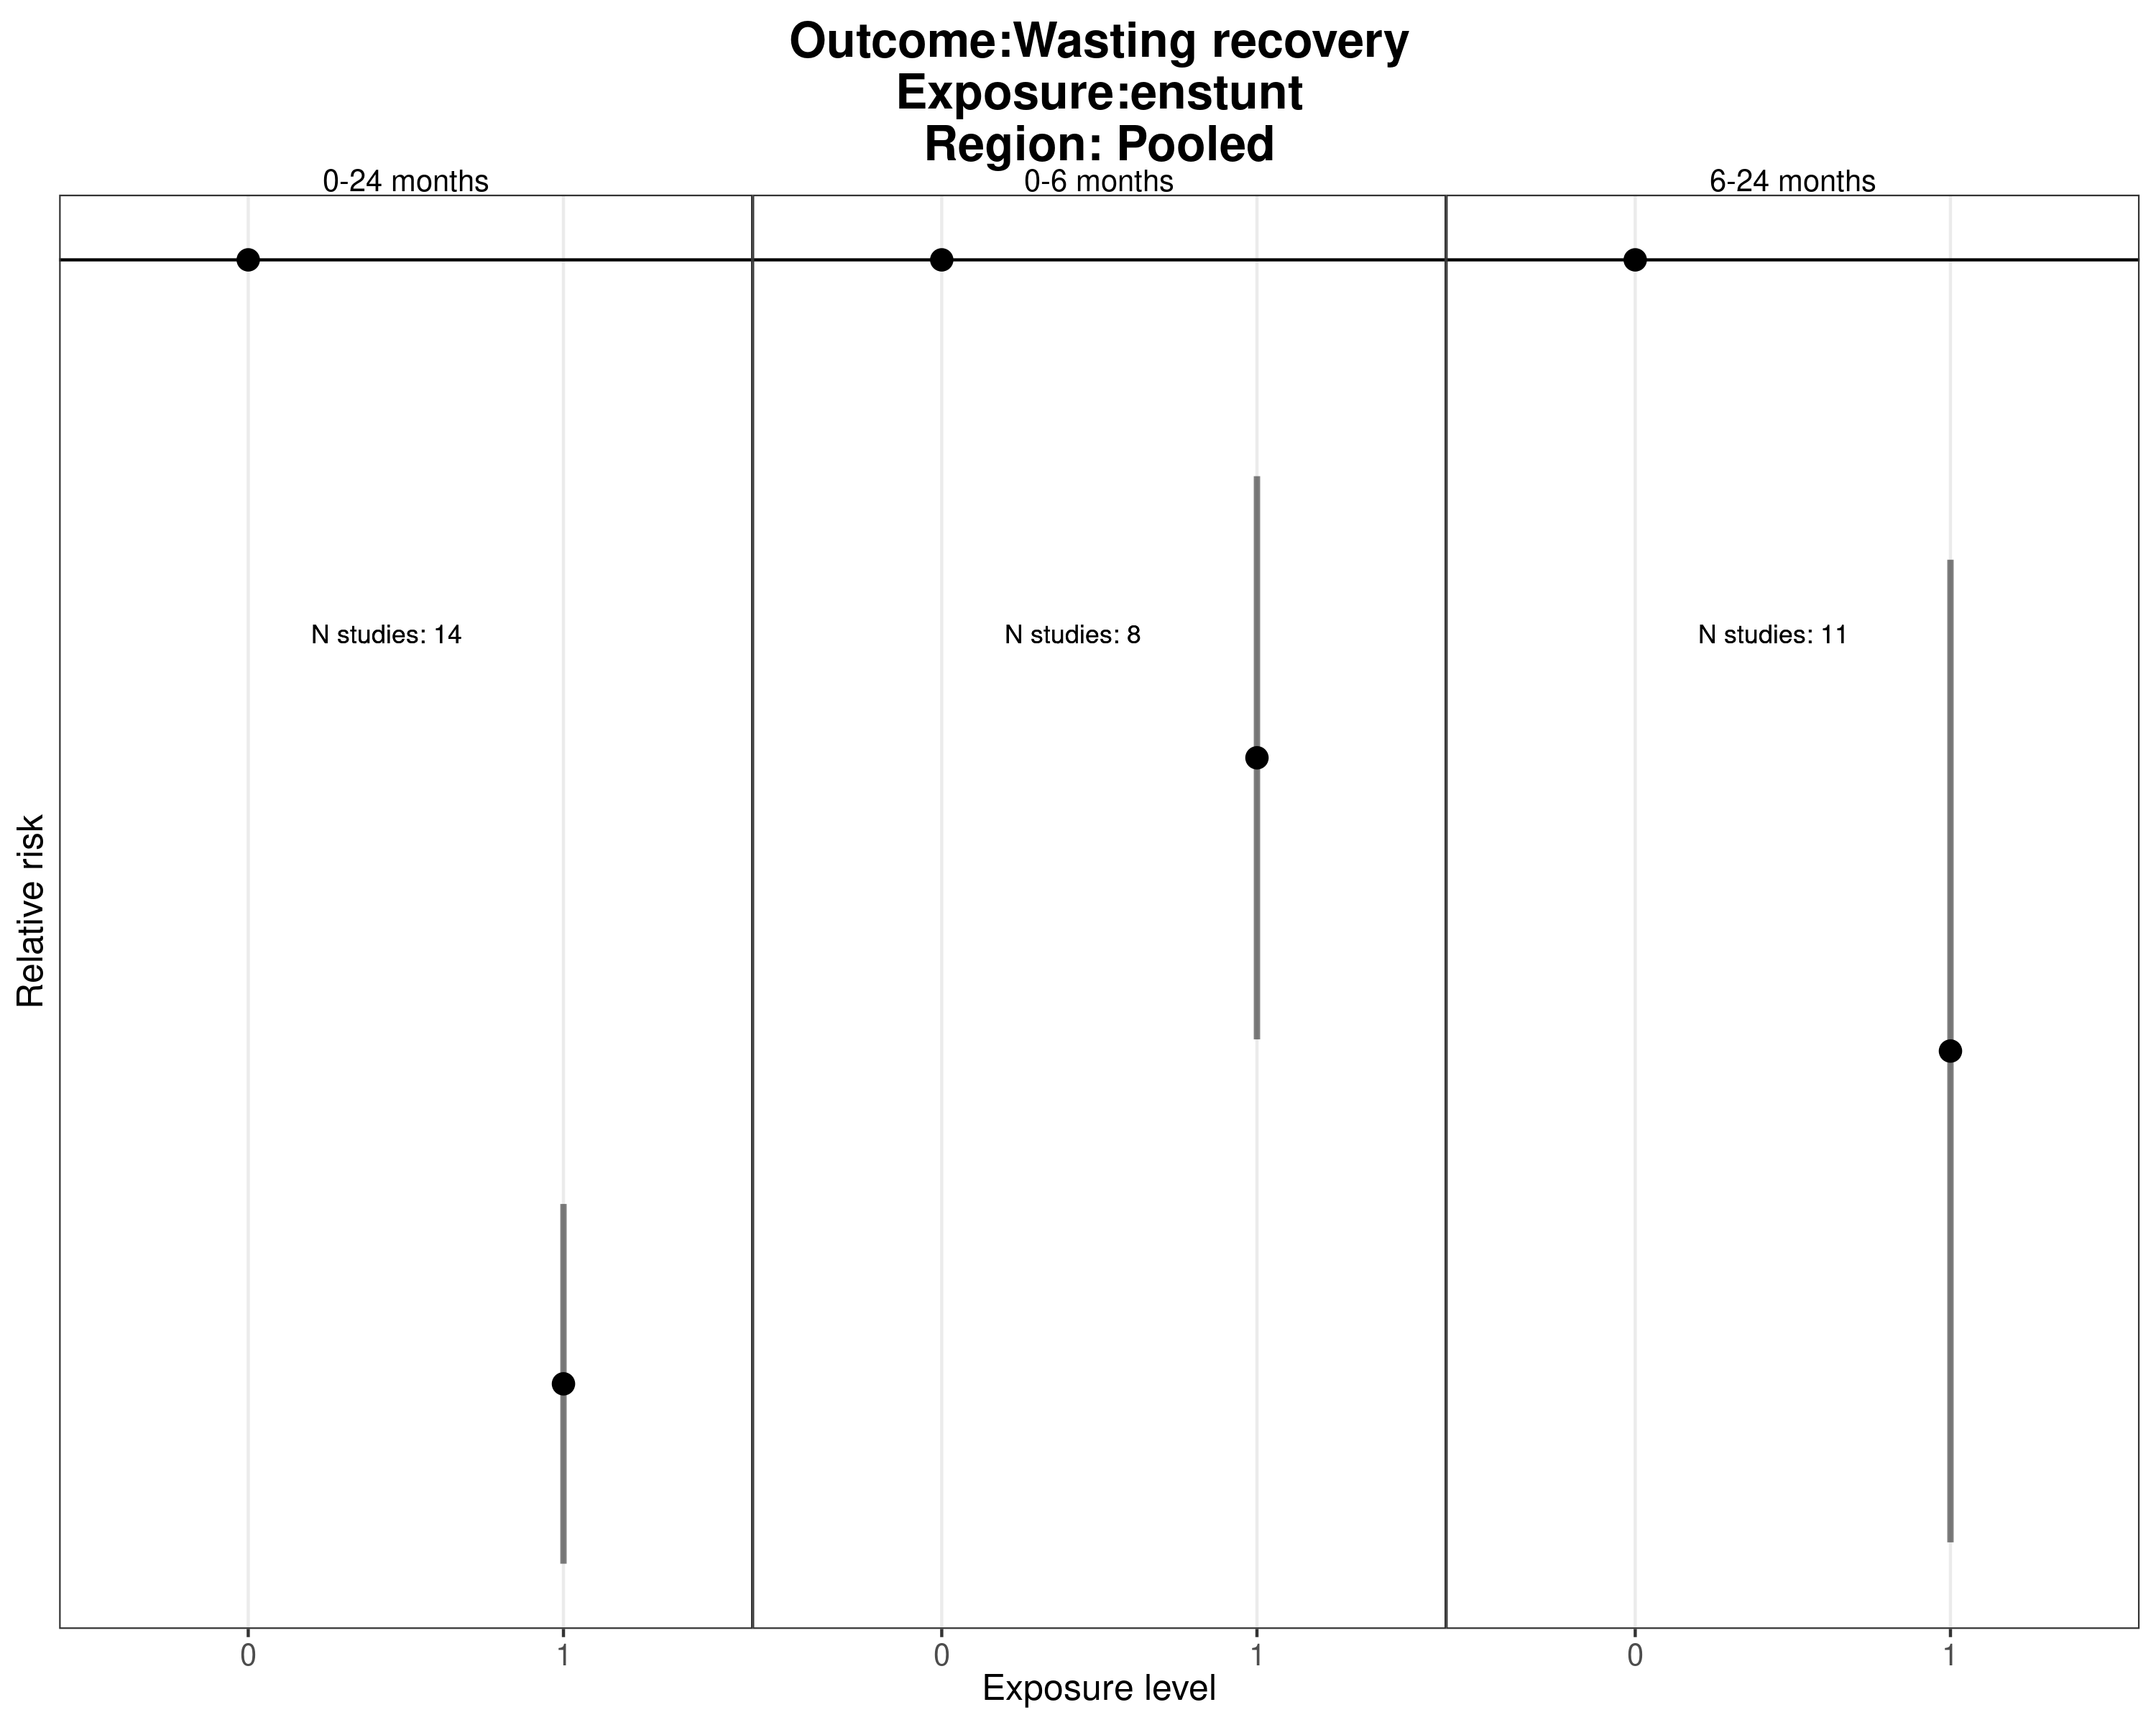 Outcome:Wasting recovery
Exposure:enstunt
Region: Pooled
0-24 months
0-6 months
6-24 months
N studies: 14
N studies: 8
N studies: 11
Relative risk
0
1
0
1
0
1
Exposure level